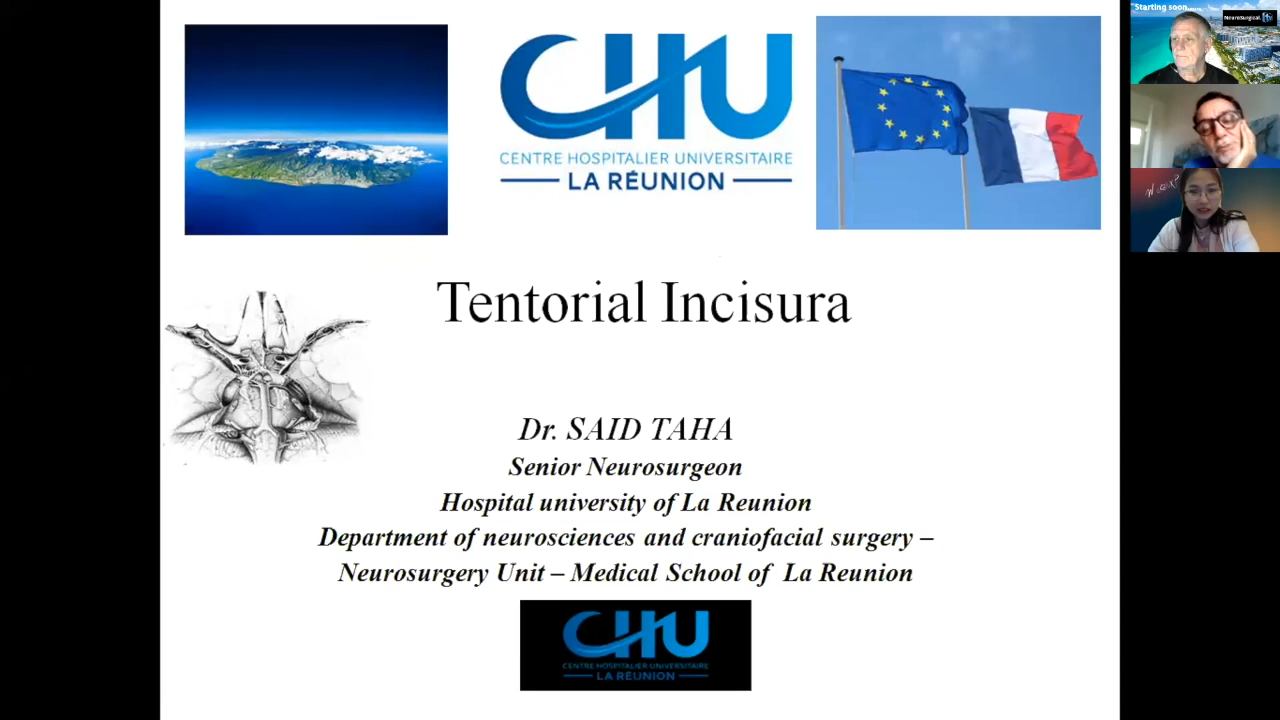 "Starting soon.....
NeuroSurgical.
CHU
CENTRE HOSPITALIER UNIVERSITAIRE
LA RÉUNION
Tentorial Incisura
Dr. SAID TAHA
Senior Neurosurgeon
Hospital university of La Reunion
Department of neurosciences and craniofacial surgery –
Neurosurgery Unit – Medical School of La Reunion
CHU
CENTRE HOSPITALIER UNIVERSITAIRE
LA RÉUNION